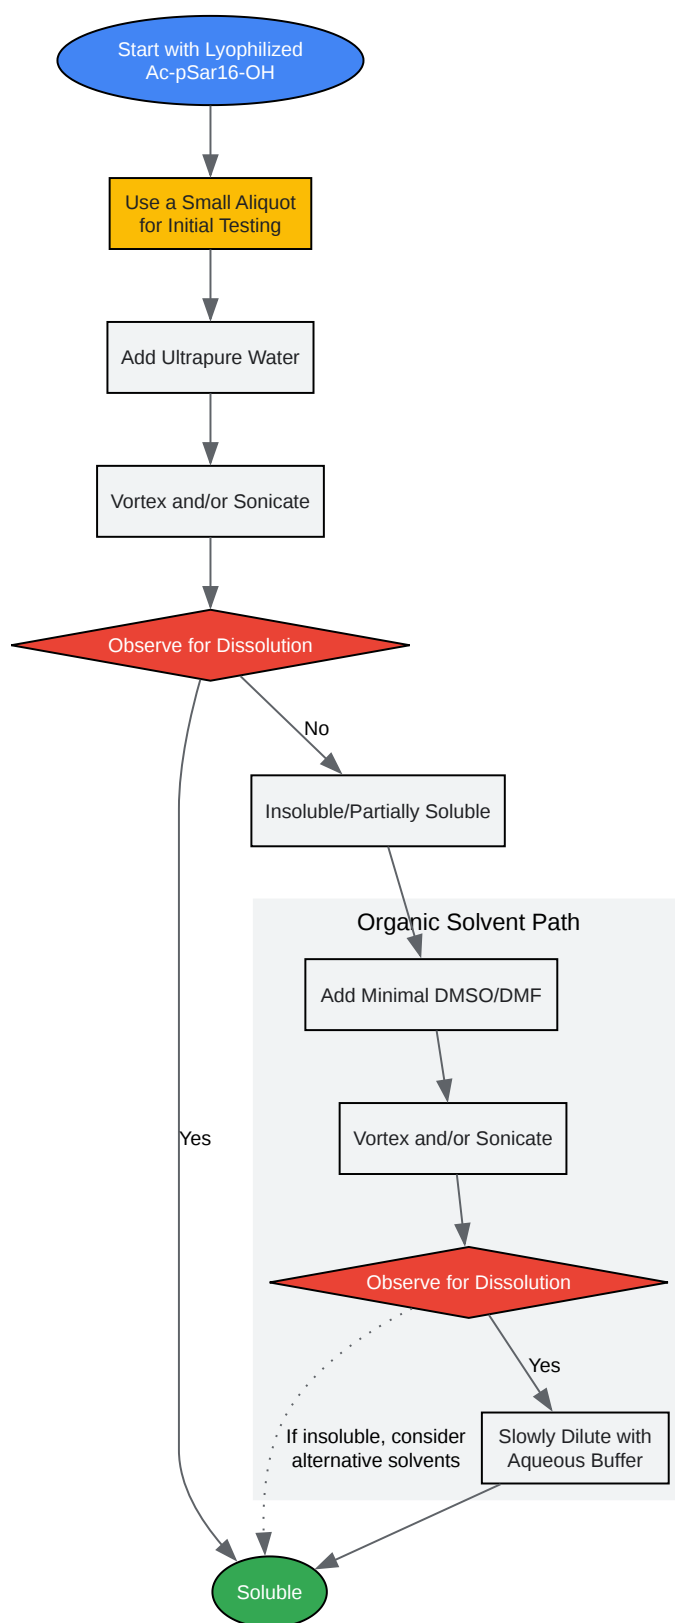 Start with Lyophilized
Ac-pSar16-OH
Use a Small Aliquot
for Initial Testing
Add Ultrapure Water
Vortex and/or Sonicate
Observe for Dissolution
No
Insoluble/Partially Soluble
Organic Solvent Path
Add Minimal DMSO/DMF
Yes
Vortex and/or Sonicate
Observe for Dissolution
Yes
If insoluble, consider
alternative solvents
Slowly Dilute with
Aqueous Buffer
Soluble